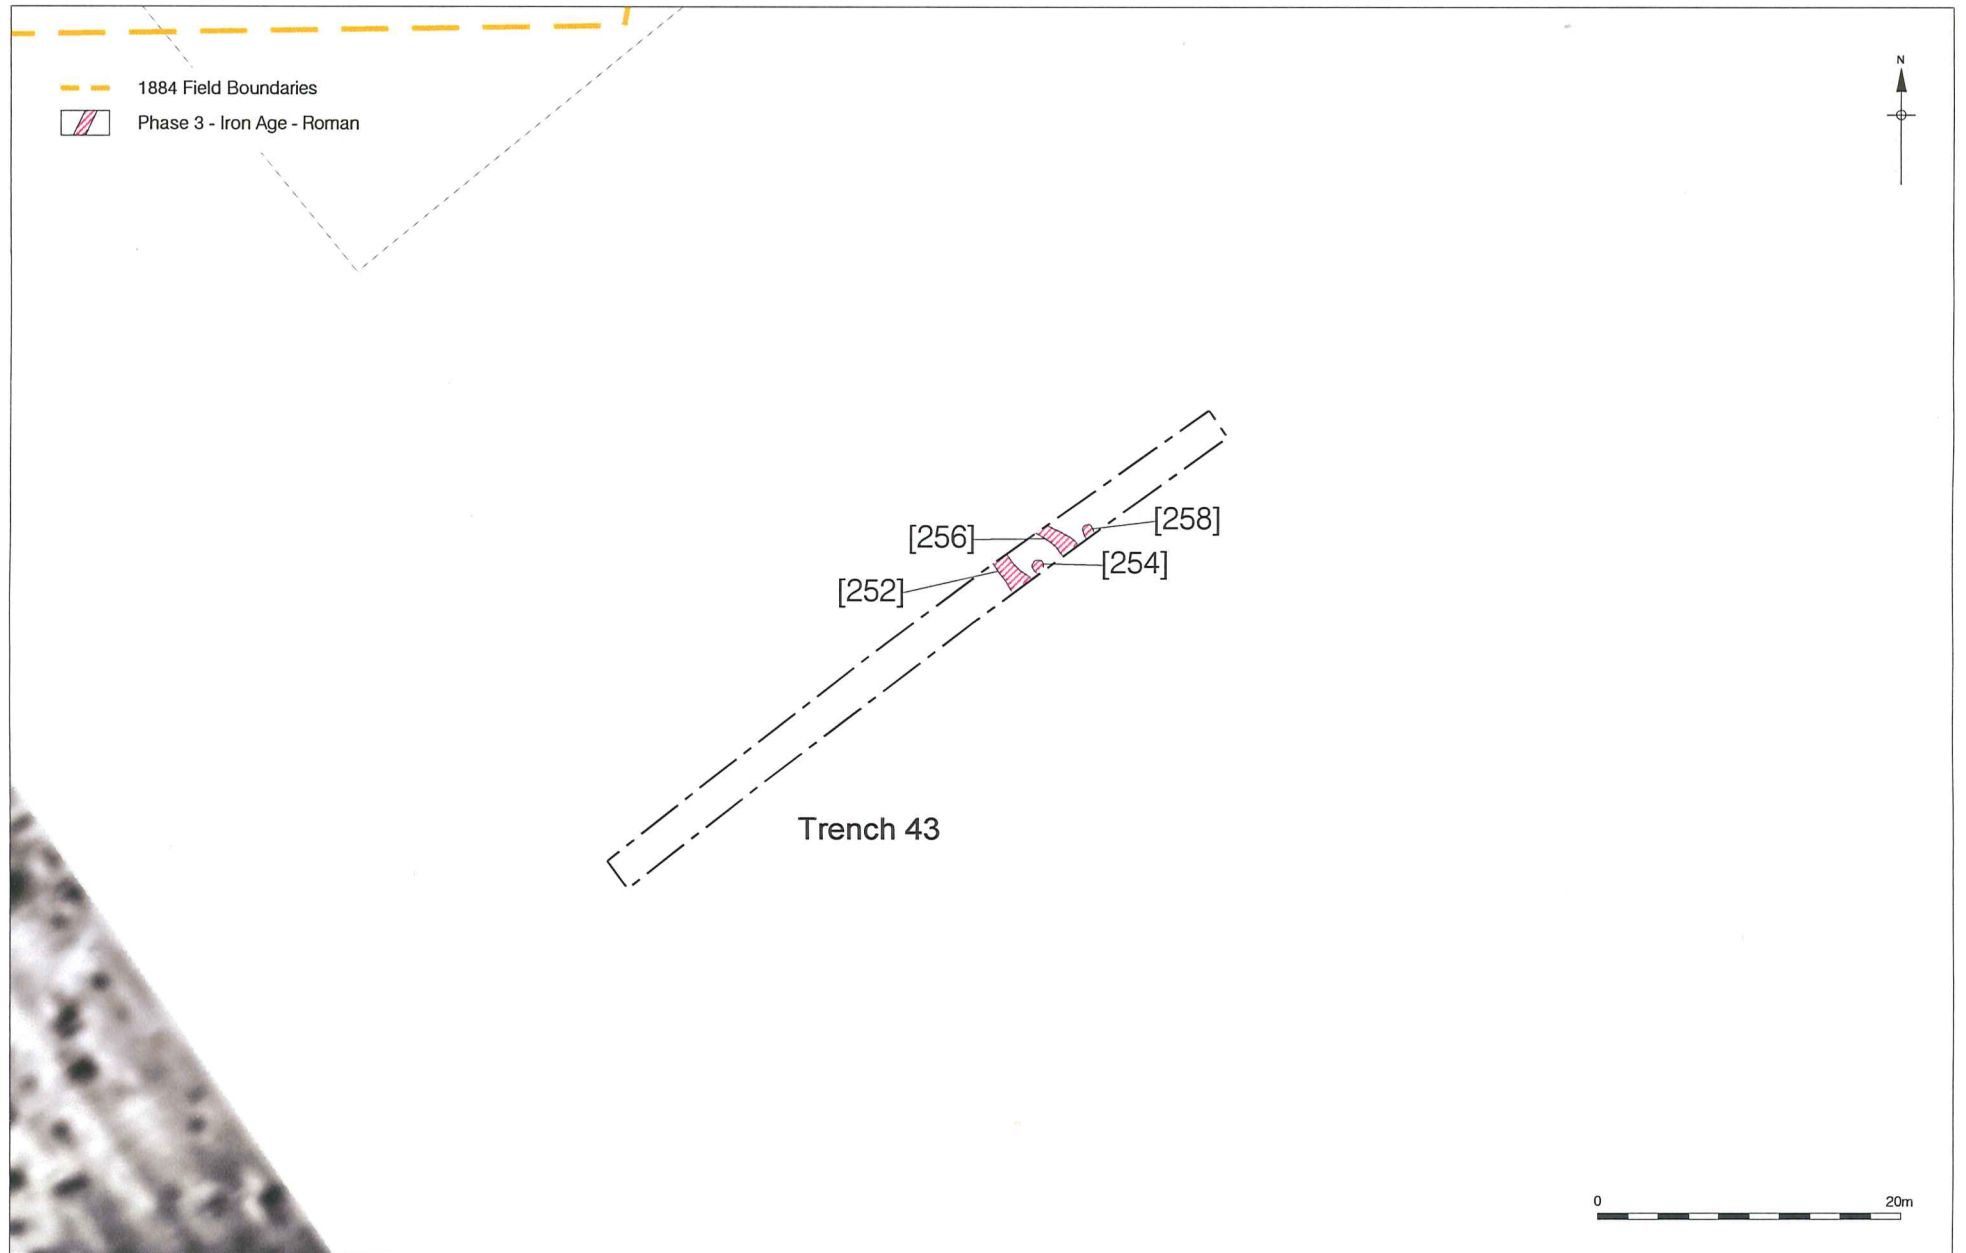 1884 Field Boundaries
Phase 3 - Iron Age - Roman
N
[256]
[258]
[254]
[252]
Trench 43
0 20m